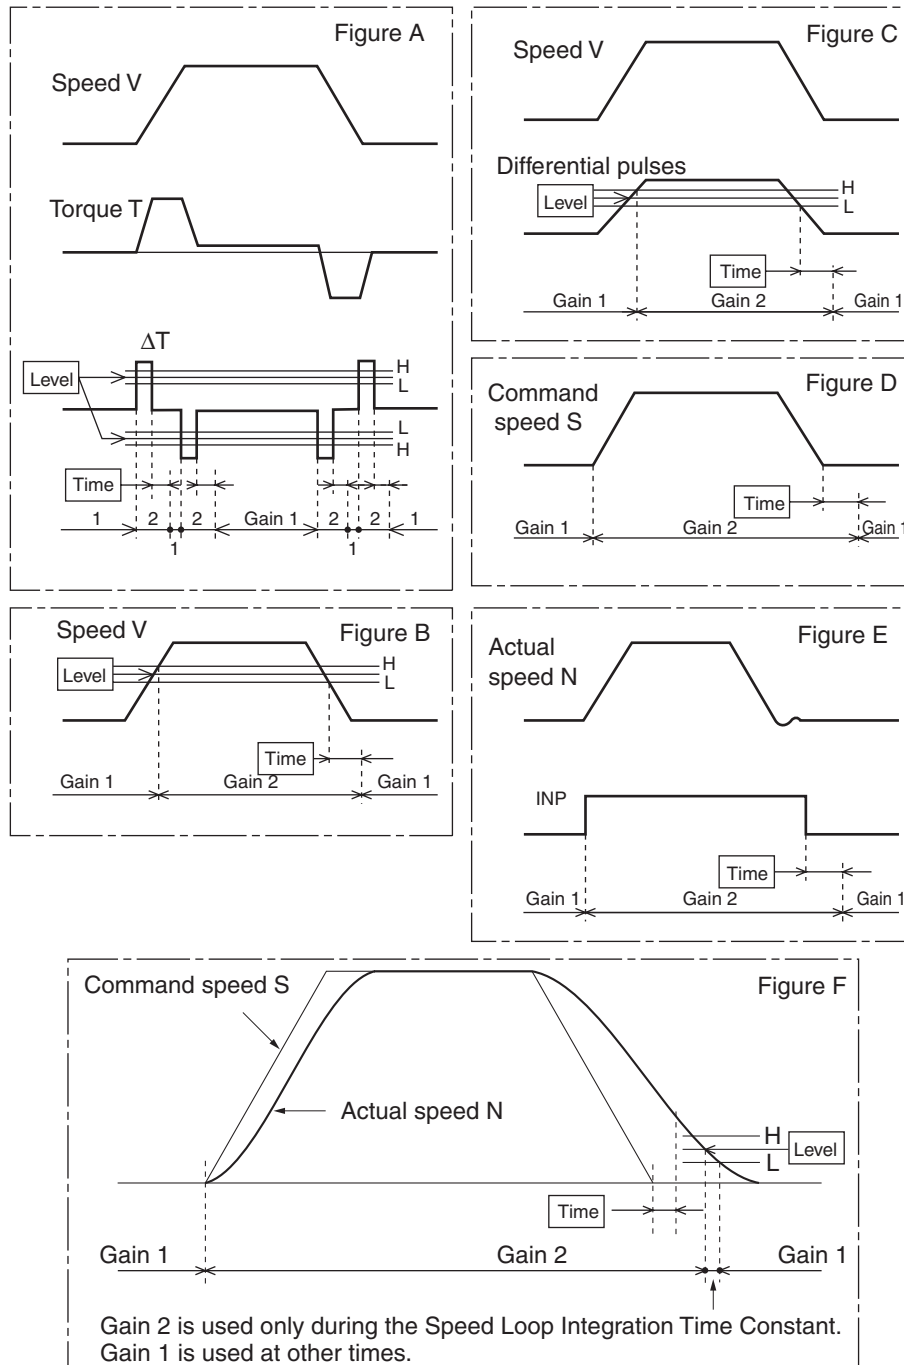 Figure A
Speed V
Torque T
ΔT
H
Level
L
L
H
Time
1 2 2 Gain 1 2 2 1
1 1
Speed V
Figure B
H
Level
L
Time
Gain 1 Gain 2 Gain 1
Figure C
Speed V
Differential pulses
H
Level
L
Time
Gain 1 Gain 2 Gain 1
Figure D
Command
speed S
Time
Gain 1 Gain 2 Gain 1
Figure E
Actual
speed N
INP
Time
Gain 1 Gain 2 Gain 1
Command speed S
Figure F
Actual speed N
H
Level
L
Time
Gain 1 Gain 2 Gain 1
Gain 2 is used only during the Speed Loop Integration Time Constant.
Gain 1 is used at other times.